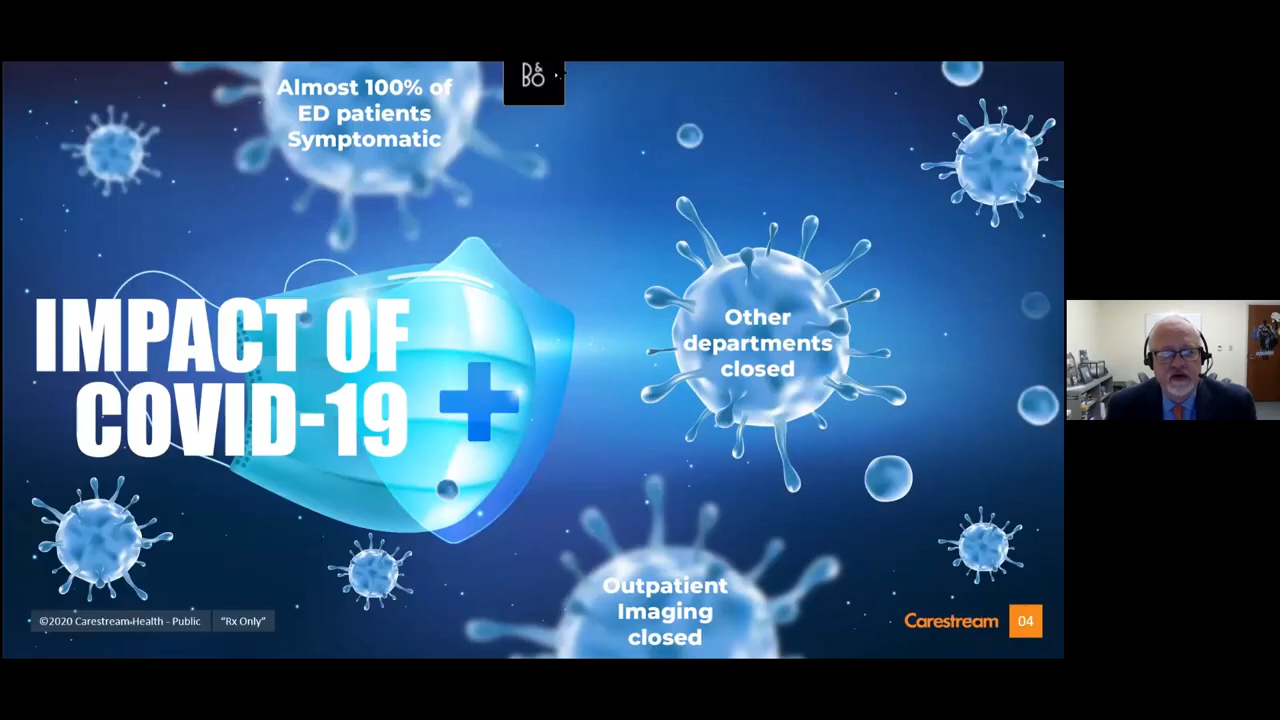 B&O
Almost 100% of
ED patients
Symptomatic
IMPACT OF
COVID-19
Other
departments
closed
Outpatient
Imaging
closed
©2020 Carestream Health - Public
“Rx Only”
Carestream
04